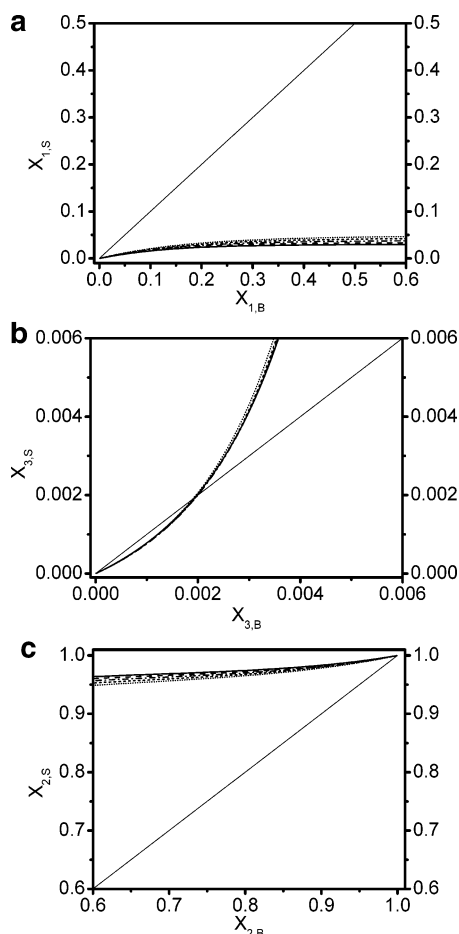 a
0.5 0.5
0.4 0.4
0.3 0.3
X1,S
0.2 0.2
0.1 0.1
0.0 0.0
0.0 0.1 0.2 0.3 0.4 0.5 0.6
X1,B
b
0.006 0.006
0.004 0.004
X3,S
0.002 0.002
0.000 0.000
0.000 0.002 0.004 0.006
X3,B
c
1.0 1.0
0.9 0.9
X2,S
0.8 0.8
0.7 0.7
0.6 0.6
0.6 0.7 0.8 0.9 1.0
X2,B